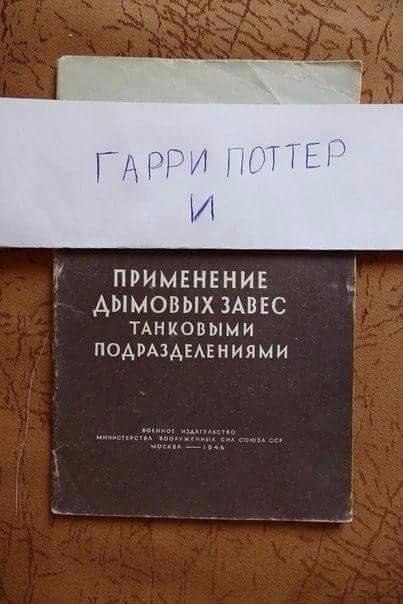 ГАРРИ ПОТТЕР
И
ПРИМЕНЕНИЕ
ДЫМОВЫХ ЗАВЕС
ТАНКОВЫМИ
ПОДРАЗДЕЛЕНИЯМИ
ВОЕННОЕ ИЗДАТЕЛЬСТВО
МИНИСТЕРСТВА ВООРУЖЕННЫХ СИЛ СОЮЗА ССР
МОСКВА — 1946